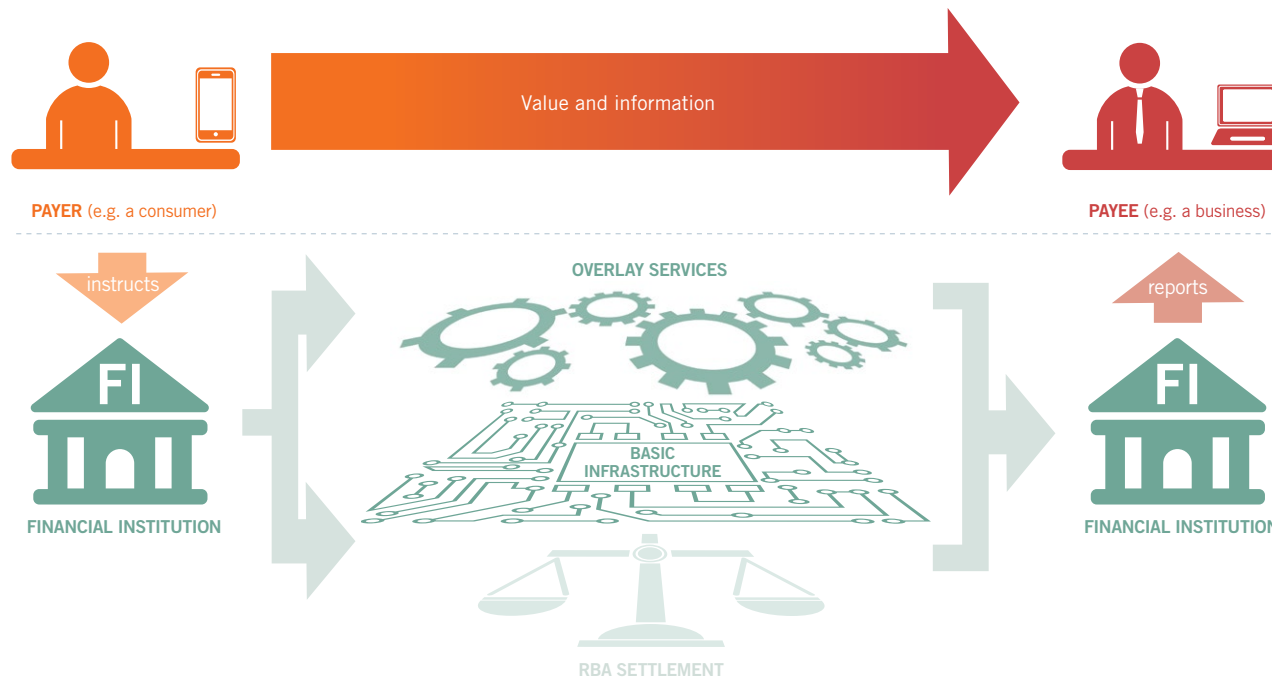 Value and information
PAYER (e.g. a consumer)
PAYEE (e.g. a business)
instructs
OVERLAY SERVICES
reports
FI
FI
BASIC
INFRASTRUCTURE
FINANCIAL INSTITUTION
FINANCIAL INSTITUTION
RBA SETTLEMENT